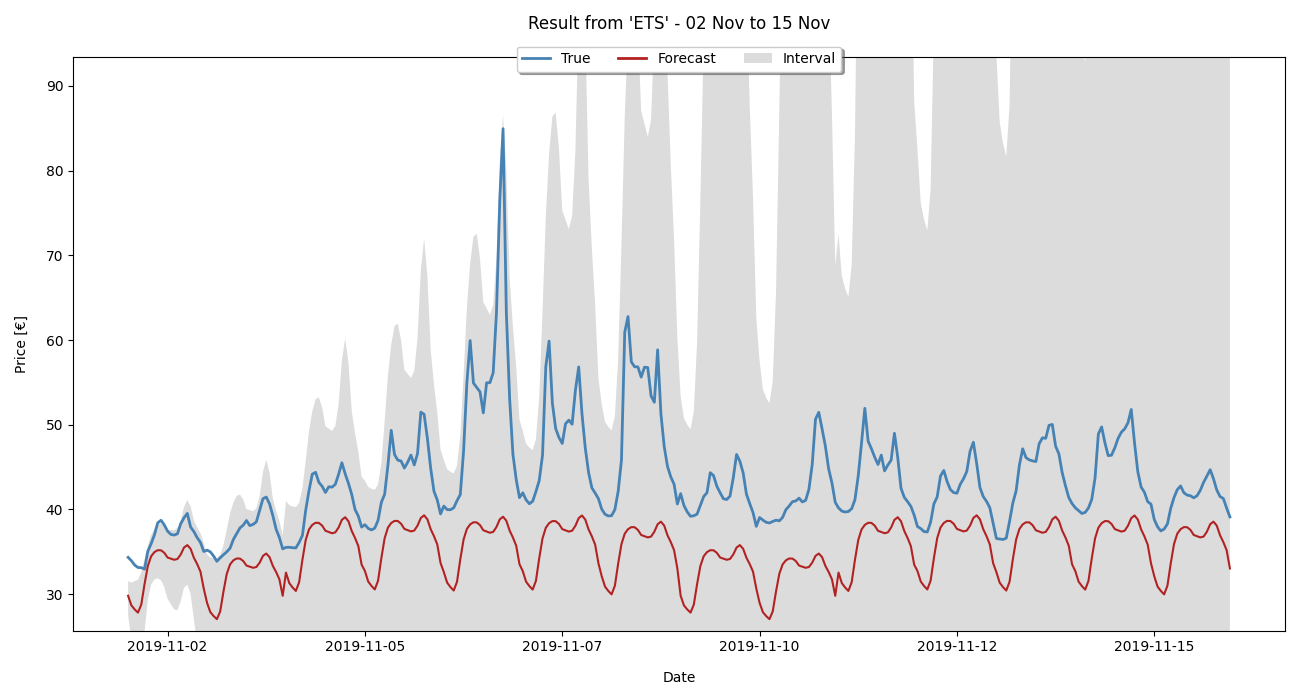 Result from 'ETS' - 02 Nov to 15 Nov
True Forecast Interval
90
80
70
60
50
40
30
Price [€]
2019-11-02 2019-11-05 2019-11-07 2019-11-10 2019-11-12 2019-11-15
Date